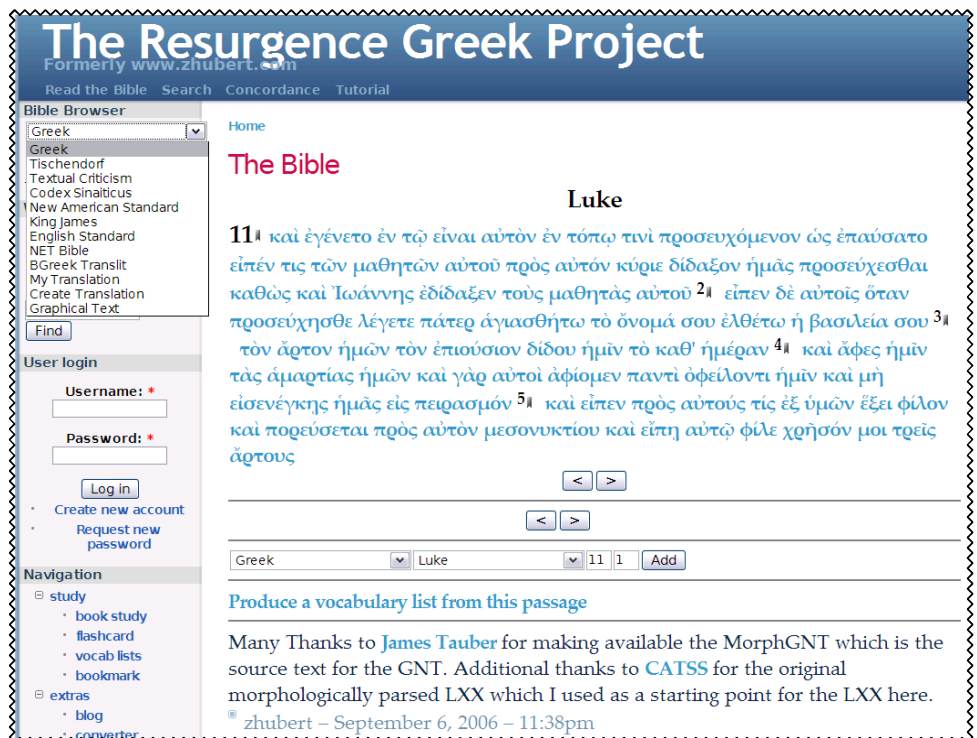 The Resurgence Greek Project
Formerly www.zhubert.com
Read the Bible Search Concordance Tutorial
Bible Browser
Greek
Greek
Tischendorf
Textual Criticism
Codex Sinaiticus
New American Standard
King James
English Standard
NET Bible
BGreek Translit
My Translation
Create Translation
Graphical Text
Find
User login
Username: *
Password: *
Log in
Create new account
Request new
password
Navigation
study
book study
flashcard
vocab lists
bookmark
extras
blog
converter
Home
The Bible
Luke
11 καὶ ἐγένετο ἐν τῷ εἶναι αὐτὸν ἐν τόπῳ τινὶ προσευχόμενον ὡς ἐπαύσατο
εἶπέν τις τῶν μαθητῶν αὐτοῦ πρὸς αὐτόν κύριε δίδαξον ἡμᾶς προσεύχεσθαι
καθὼς καὶ Ἰωάννης ἐδίδαξεν τοὺς μαθητὰς αὐτοῦ 2 εἶπεν δὲ αὐτοῖς ὅταν
προσεύχησθε λέγετε πάτερ ἁγιασθήτω τὸ ὄνομά σου ἐλθέτω ἡ βασιλεία σου 3
τὸν ἄρτον ἡμῶν τὸν ἐπιούσιον δίδου ἡμῖν τὸ καθ' ἡμέραν 4 καὶ ἄφες ἡμῖν
τὰς ἁμαρτίας ἡμῶν καὶ γὰρ αὐτοὶ ἀφίομεν παντὶ ὀφείλοντι ἡμῖν καὶ μὴ
εἰσενέγκῃς ἡμᾶς εἰς πειρασμόν 5 καὶ εἶπεν πρὸς αὐτούς τίς ἐξ ὑμῶν ἕξει φίλον
καὶ πορεύσεται πρὸς αὐτὸν μεσονυκτίου καὶ εἴπῃ αὐτῷ φίλε χρῆσόν μοι τρεῖς
ἄρτους
< >
< >
Greek Luke 11 1 Add
Produce a vocabulary list from this passage
Many Thanks to James Tauber for making available the MorphGNT which is the
source text for the GNT. Additional thanks to CATSS for the original
morphologically parsed LXX which I used as a starting point for the LXX here.
zhubert – September 6, 2006 – 11:38pm